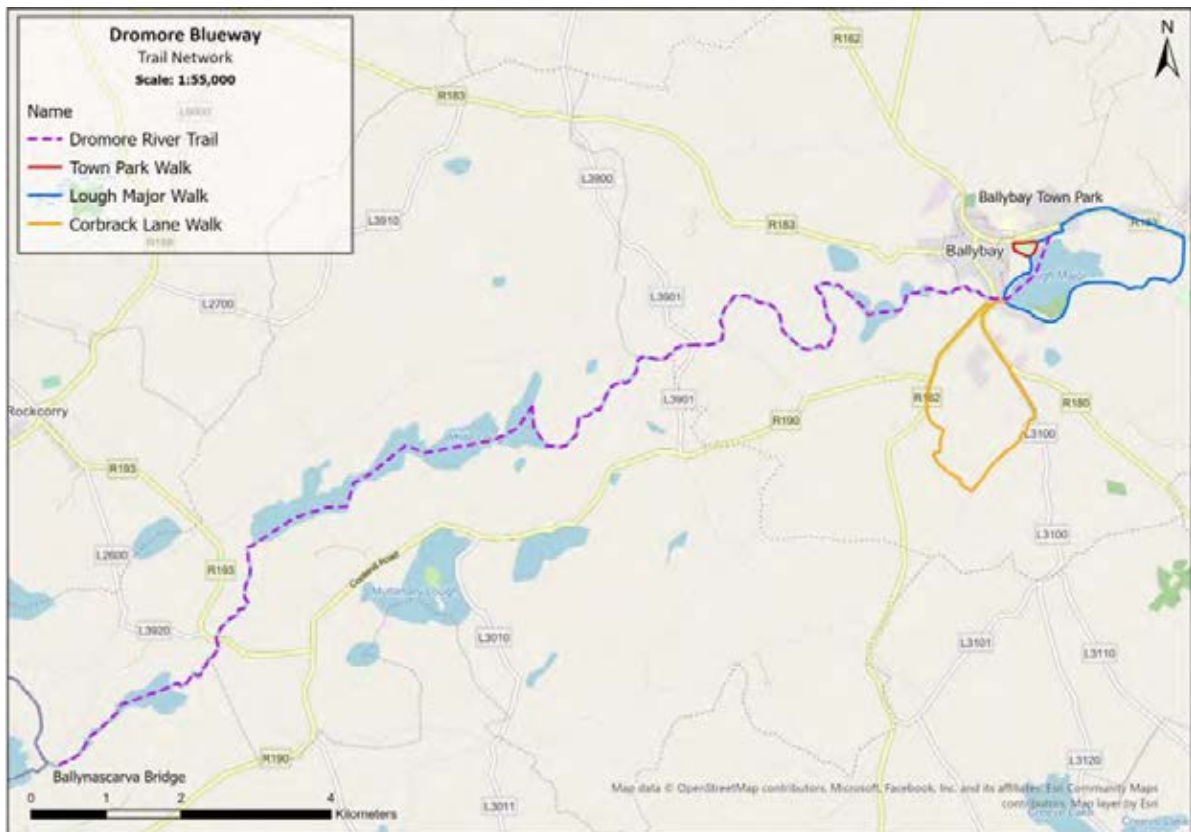 Dromore Blueway
Trail Network
Scale: 1:55,000
Name
Dromore River Trail
Town Park Walk
Lough Major Walk
Corbrack Lane Walk
N
R162
R183
L3900
L3910
Ballybay Town Park
R183
R183
Ballybay
L2700
L3901
L3901
R162
R180
R190
L3100
Rockcorry
R193
L3100
L2600
R193
Mullanary Lough
L3920
L3010
L3101
L3110
R190
L3120
Ballynascarva Bridge
L3011
0 1 2 4
Kilometers
Map data © OpenStreetMap contributors, Microsoft, Facebook, Inc. and its affiliates, Esri Community Maps
contributors, Map layer by Esri